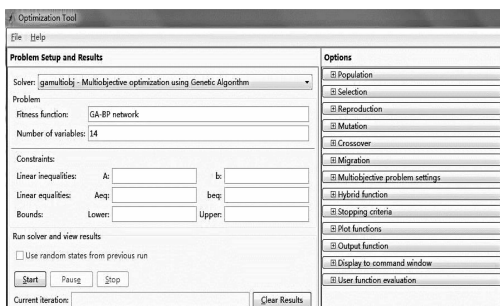 Optimization Tool
File Help
Problem Setup and Results
Solver: gamultiobj - Multiobjective optimization using Genetic Algorithm
Problem
Fitness function: GA-BP network
Number of variables: 14
Constraints:
Linear inequalities: A: b:
Linear equalities: Aeq: beq:
Bounds: Lower: Upper:
Run solver and view results
Use random states from previous run
Start Pause Stop
Current iteration: Clear Results
Options
Population
Selection
Reproduction
Mutation
Crossover
Migration
Multiobjective problem settings
Hybrid function
Stopping criteria
Plot functions
Output function
Display to command window
User function evaluation